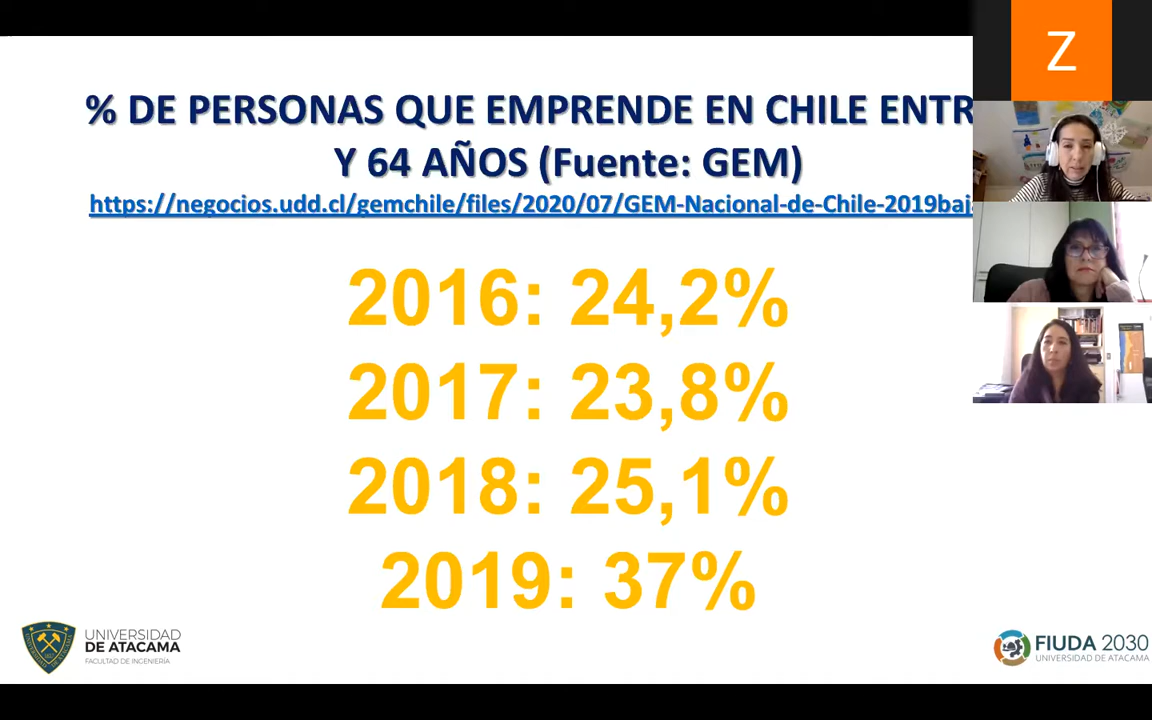 % DE PERSONAS QUE EMPRENDE EN CHILE ENTR
Y 64 AÑOS (Fuente: GEM)
https://negocios.udd.cl/gemchile/files/2020/07/GEM-Nacional-de-Chile-2019baj
2016: 24,2%
2017: 23,8%
2018: 25,1%
2019: 37%
UNIVERSIDAD
DE ATACAMA
FACULTAD DE INGENIERÍA
FIUDA 2030
UNIVERSIDAD DE ATACAMA
Z